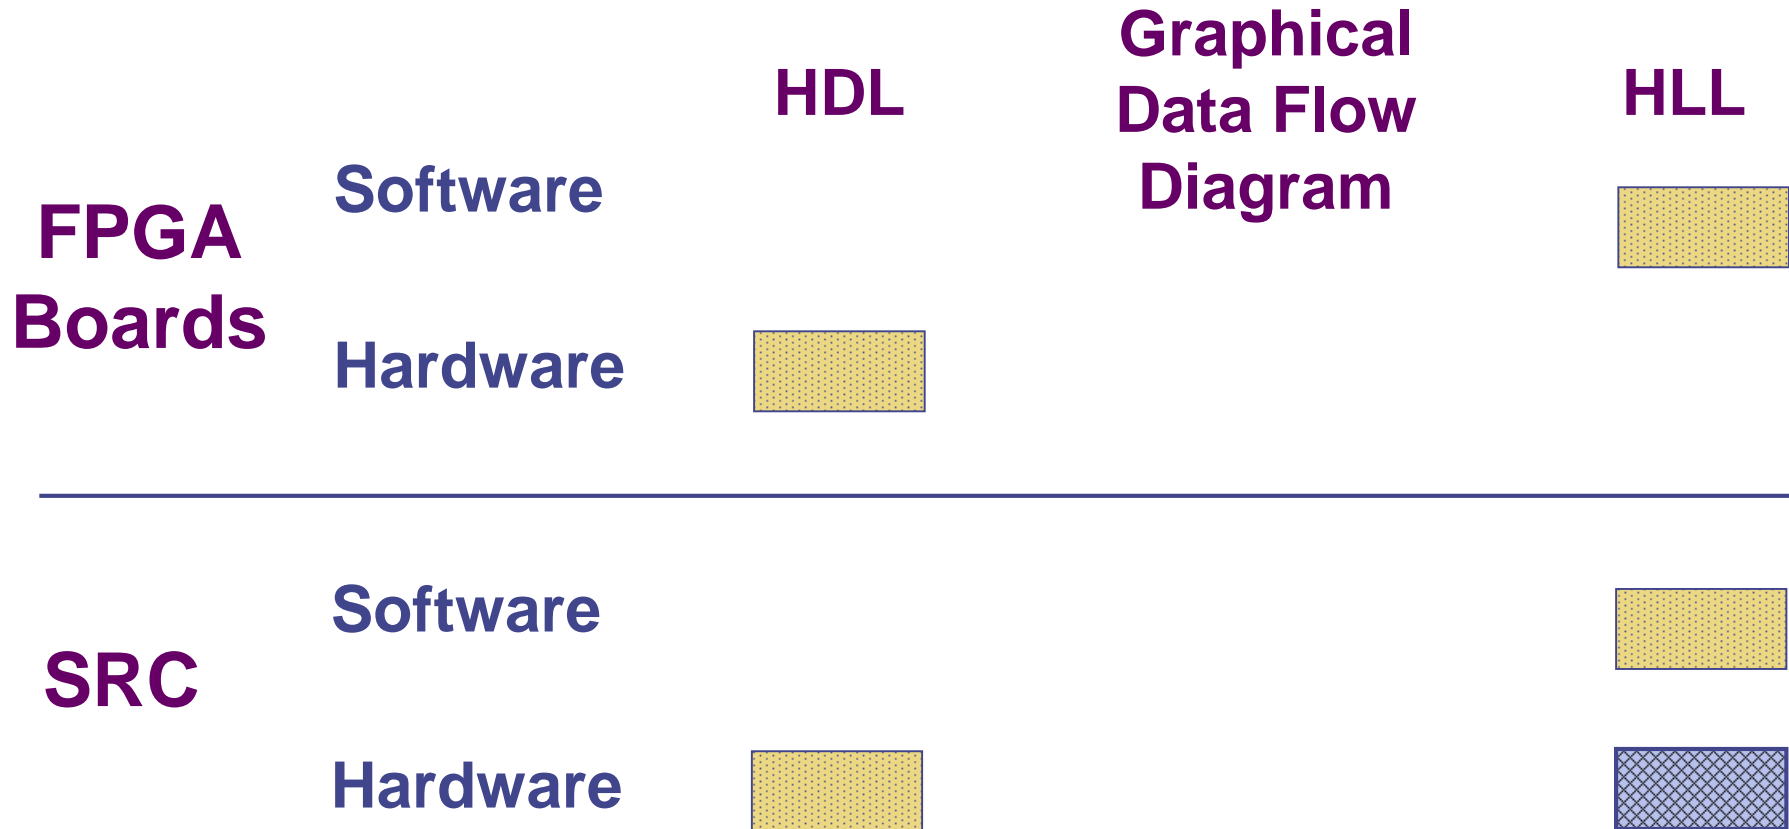 HDL
Graphical
Data Flow
Diagram
HLL
FPGA
Boards
Software
Hardware
SRC
Software
Hardware